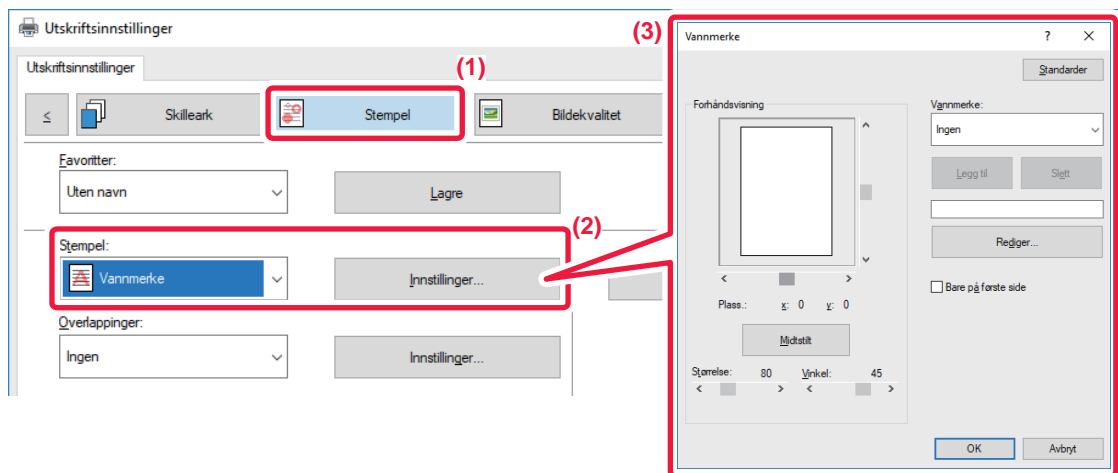 Utskriftsinnstillinger
Utskriftsinnstillinger
(1)
≤
Skilleark
Stempel
Bildekvalitet
Favoritter:
Uten navn
Lagre
(2)
Stempel:
Vannmerke
Innstillinger...
Overlappinger:
Ingen
Innstillinger...
(3)
Vannmerke
? ×
Standarder
Forhåndsvisning
Plass.: x: 0 y: 0
Midtstilt
Størrelse: 80 Vinkel: 45
< > < >
Vannmerke:
Ingen
Legg til
Slett
Rediger...
Bare på første side
OK
Avbryt